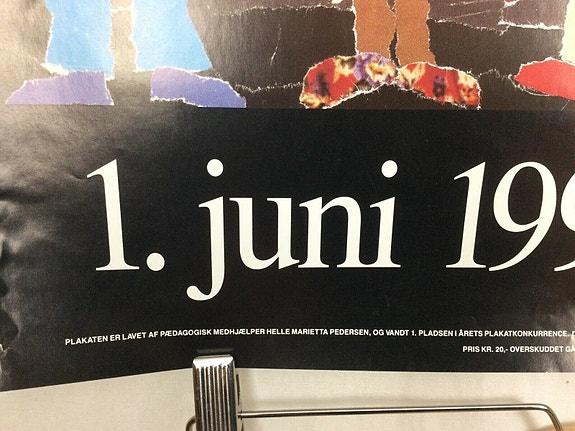 1. juni 199
PLAKATEN ER LAVET AF PÆDAGOGISK MEDHJÆLPER HELLE MARIETTA PEDERSEN, OG VANDT 1. PLADSEN I ÅRETS PLAKATKONKURRENCE.
PRIS KR. 20,- OVERSKUDDET